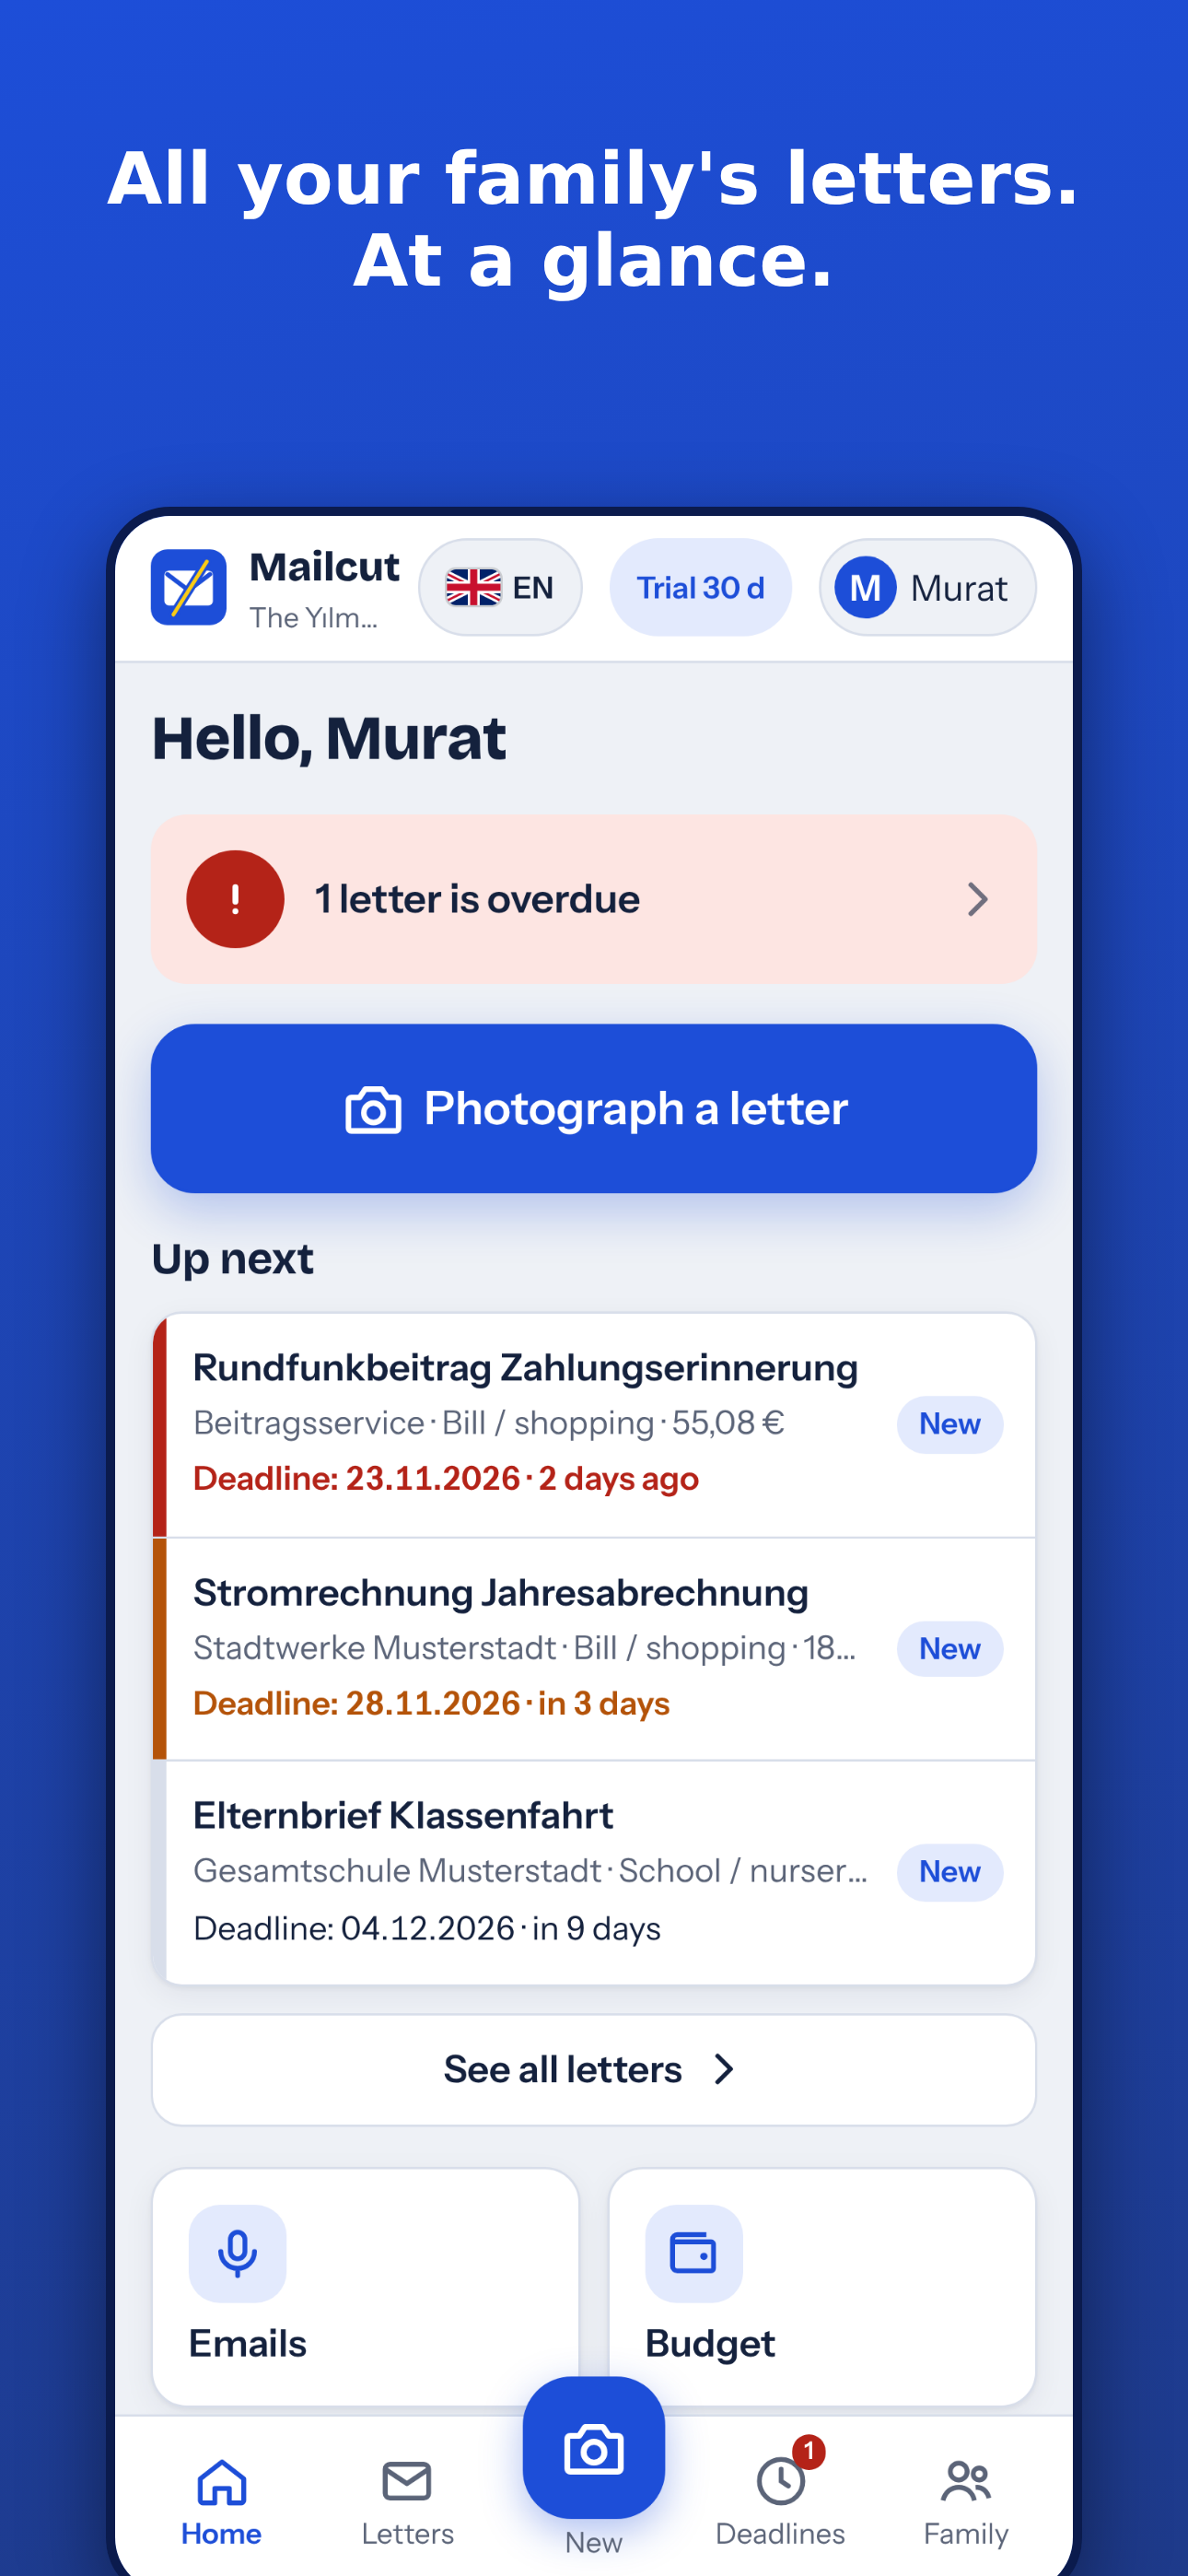 All your family's letters.
At a glance.
Mailcut
The Yılm...
EN
Trial 30 d
M Murat
Hello, Murat
1 letter is overdue
Photograph a letter
Up next
Rundfunkbeitrag Zahlungserinnerung
Beitragsservice · Bill / shopping · 55,08 €
New
Deadline: 23.11.2026 · 2 days ago
Stromrechnung Jahresabrechnung
Stadtwerke Musterstadt · Bill / shopping · 18...
New
Deadline: 28.11.2026 · in 3 days
Elternbrief Klassenfahrt
Gesamtschule Musterstadt · School / nurser...
New
Deadline: 04.12.2026 · in 9 days
See all letters
Emails
Budget
1
Home
Letters
New
Deadlines
Family